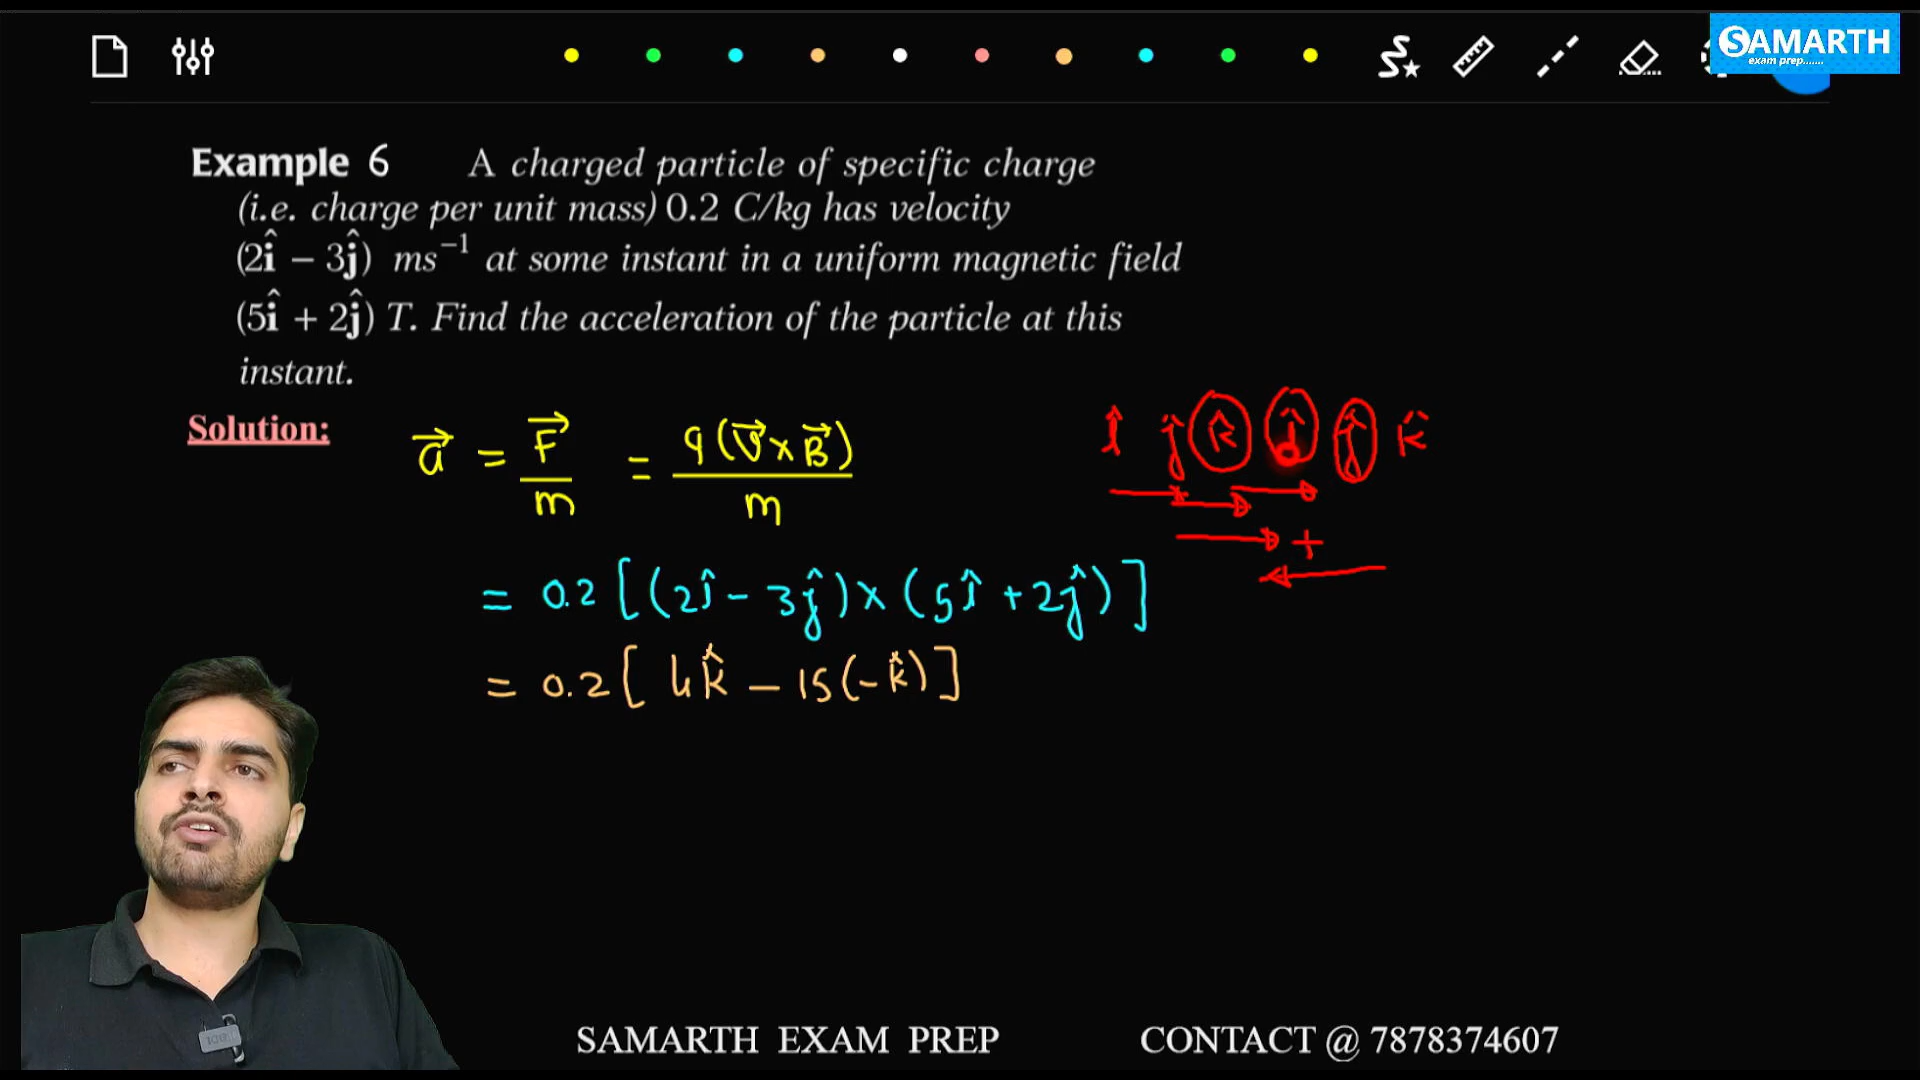 SAMARTH
exam prep.......
Example 6 A charged particle of specific charge
(i.e. charge per unit mass) 0.2 C/kg has velocity
(2î − 3ĵ) ms⁻¹ at some instant in a uniform magnetic field
(5î + 2ĵ) T. Find the acceleration of the particle at this
instant.
Solution:
a⃗ = F⃗/m = q(v⃗ × B⃗)/m
î ĵ k̂ î ĵ k̂
+
= 0.2 [(2î − 3ĵ) × (5î + 2ĵ)]
= 0.2 [4k̂ − 15(−k̂)]
SAMARTH EXAM PREP CONTACT @ 7878374607